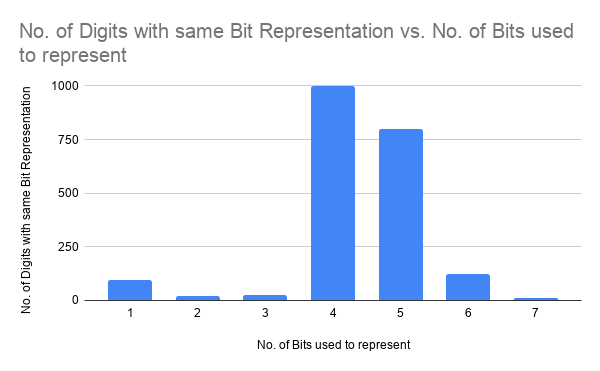 No. of Digits with same Bit Representation vs. No. of Bits used
to represent
No. of Digits with same Bit Representation
1000
750
500
250
0
1 2 3 4 5 6 7
No. of Bits used to represent